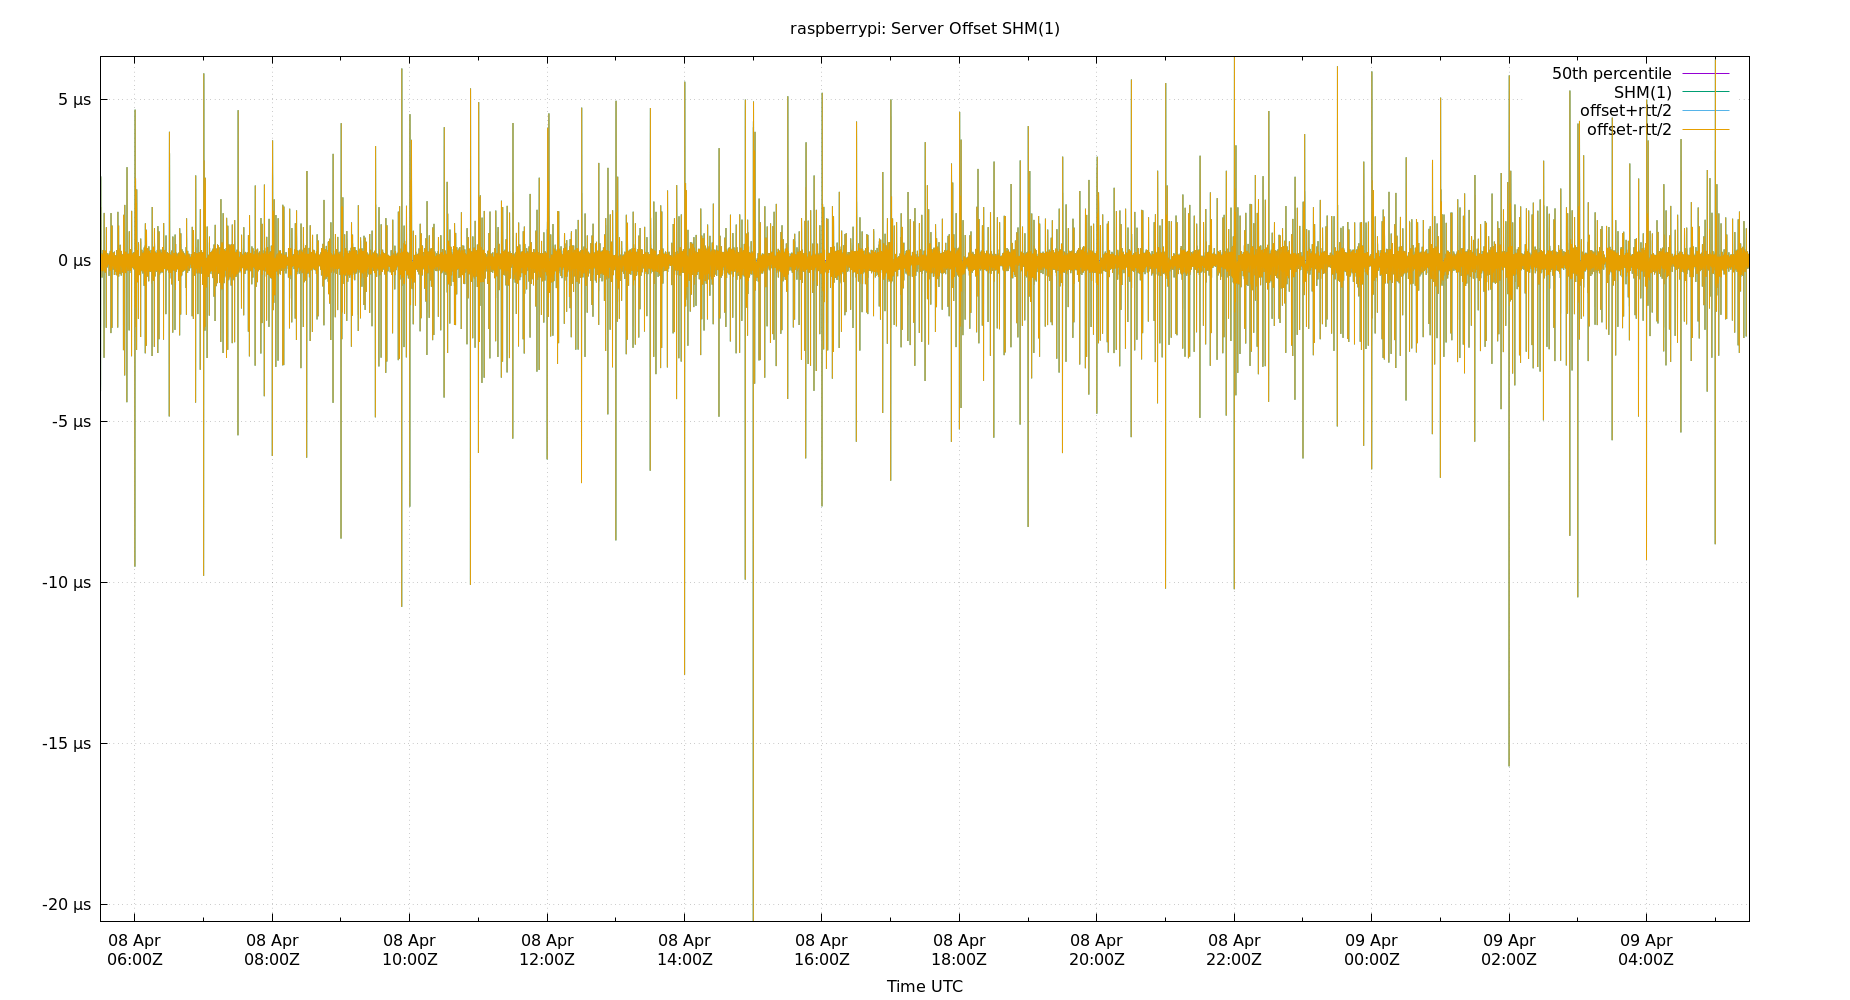 raspberrypi: Server Offset SHM(1)
50th percentile
SHM(1)
offset+rtt/2
offset-rtt/2
5 µs
0 µs
-5 µs
-10 µs
-15 µs
-20 µs
08 Apr 08 Apr 08 Apr 08 Apr 08 Apr 08 Apr 08 Apr 08 Apr 08 Apr 09 Apr 09 Apr 09 Apr
06:00Z 08:00Z 10:00Z 12:00Z 14:00Z 16:00Z 18:00Z 20:00Z 22:00Z 00:00Z 02:00Z 04:00Z
Time UTC